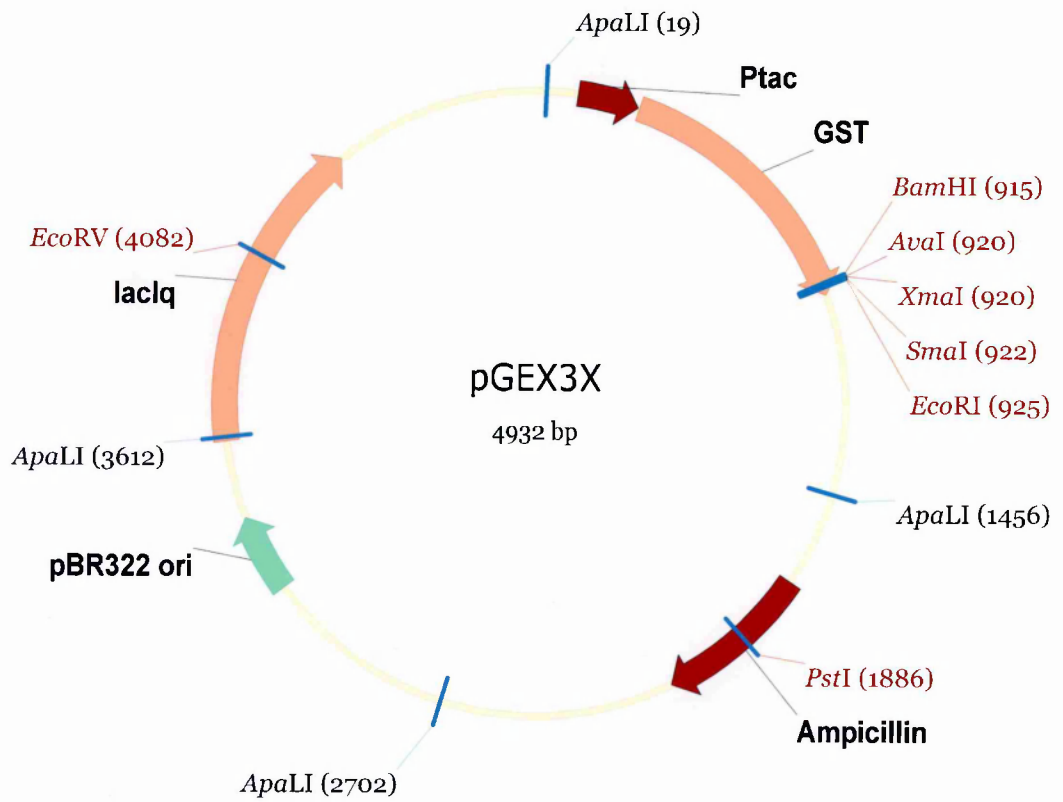 ApaLI (19)
Ptac
GST
BamHI (915)
AvaI (920)
XmaI (920)
SmaI (922)
EcoRI (925)
EcoRV (4082)
lacIq
pGEX3X
4932 bp
ApaLI (3612)
ApaLI (1456)
pBR322 ori
PstI (1886)
Ampicillin
ApaLI (2702)